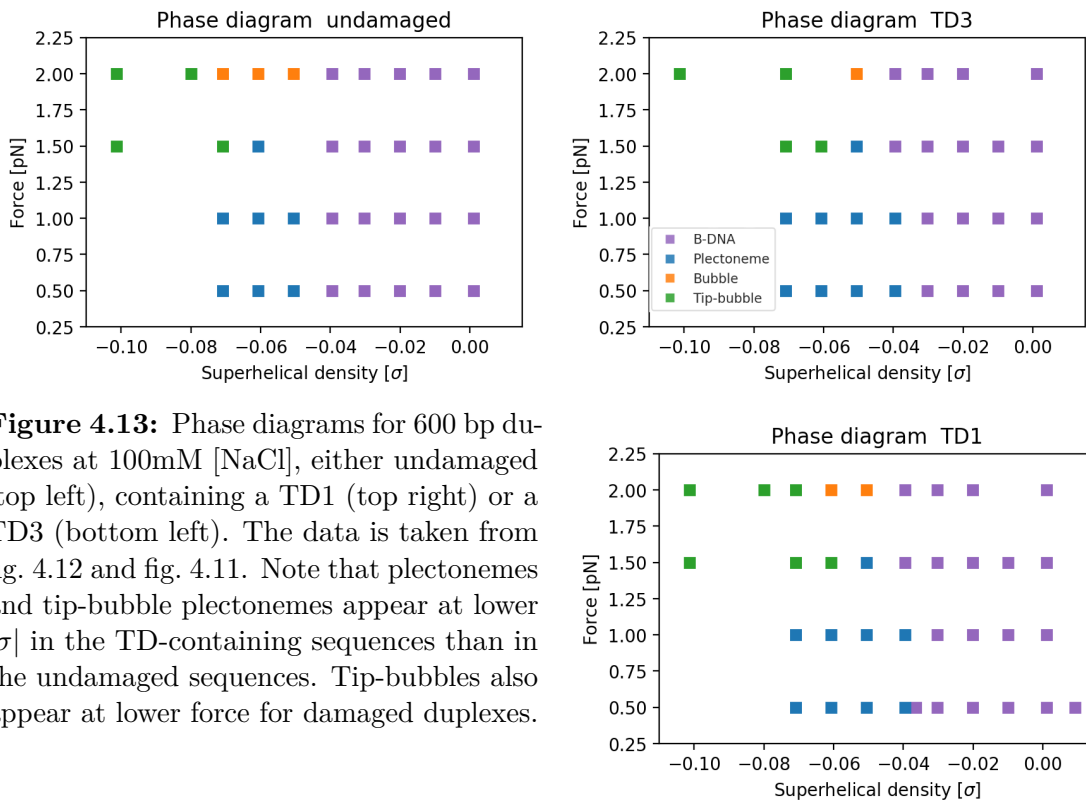 Phase diagram  undamaged
2.25
2.00
1.75
1.50
1.25
1.00
0.75
0.50
0.25
Force [pN]
−0.10 −0.08 −0.06 −0.04 −0.02 0.00
Superhelical density [σ]
Phase diagram  TD3
2.25
2.00
1.75
1.50
1.25
1.00
0.75
0.50
0.25
Force [pN]
B-DNA
Plectoneme
Bubble
Tip-bubble
−0.10 −0.08 −0.06 −0.04 −0.02 0.00
Superhelical density [σ]
Figure 4.13: Phase diagrams for 600 bp du-
plexes at 100mM [NaCl], either undamaged
(top left), containing a TD1 (top right) or a
TD3 (bottom left). The data is taken from
fig. 4.12 and fig. 4.11. Note that plectonemes
and tip-bubble plectonemes appear at lower
|σ| in the TD-containing sequences than in
the undamaged sequences. Tip-bubbles also
appear at lower force for damaged duplexes.
Phase diagram  TD1
2.25
2.00
1.75
1.50
1.25
1.00
0.75
0.50
0.25
Force [pN]
−0.10 −0.08 −0.06 −0.04 −0.02 0.00
Superhelical density [σ]